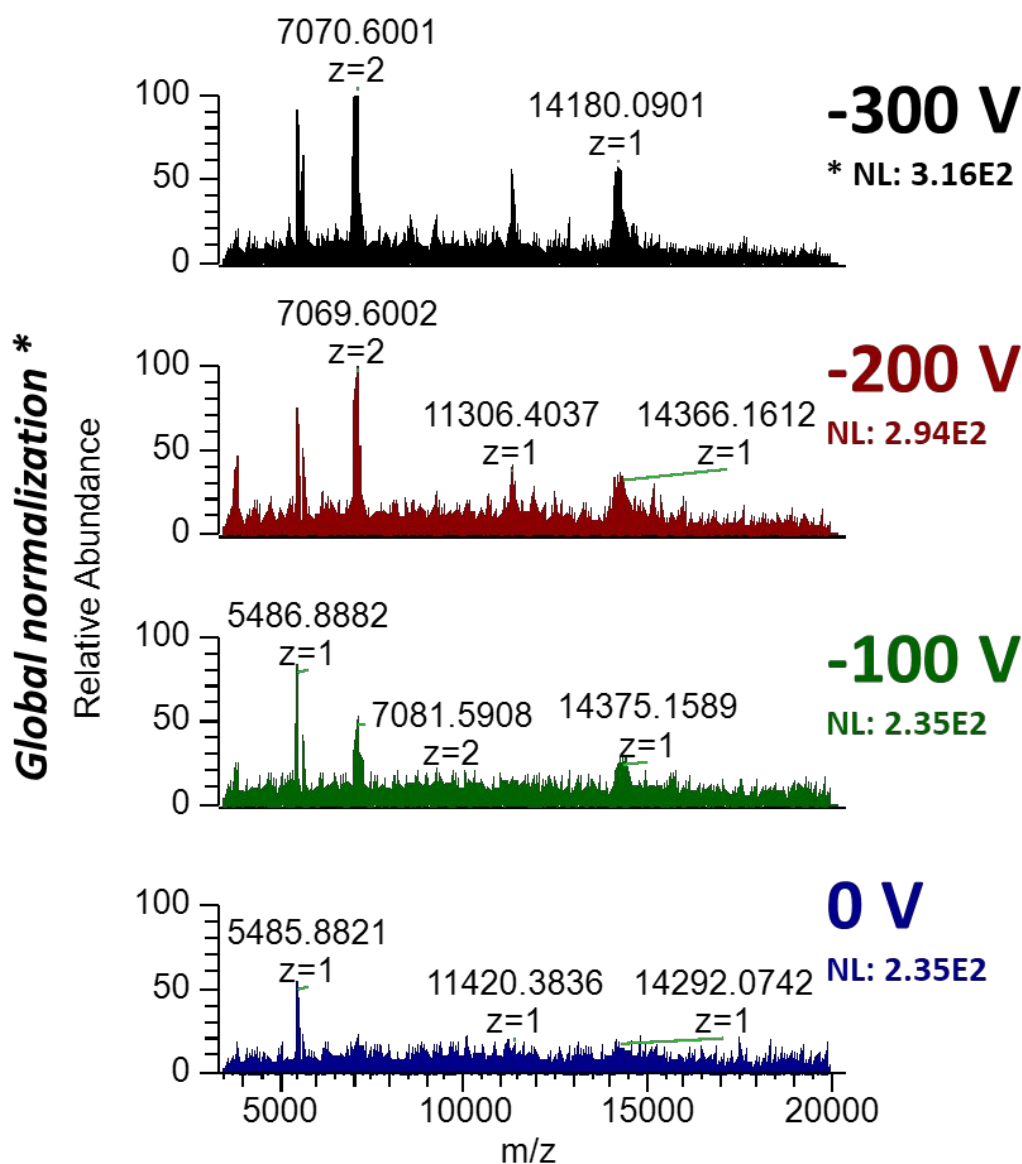 Global normalization *
Relative Abundance
7070.6001
z=2
14180.0901
z=1
100
50
0
-300 V
* NL: 3.16E2
7069.6002
z=2
11306.4037
z=1
14366.1612
z=1
100
50
0
-200 V
NL: 2.94E2
5486.8882
z=1
7081.5908
z=2
14375.1589
z=1
100
50
0
-100 V
NL: 2.35E2
5485.8821
z=1
11420.3836
z=1
14292.0742
z=1
100
50
0
0 V
NL: 2.35E2
5000 10000 15000 20000
m/z